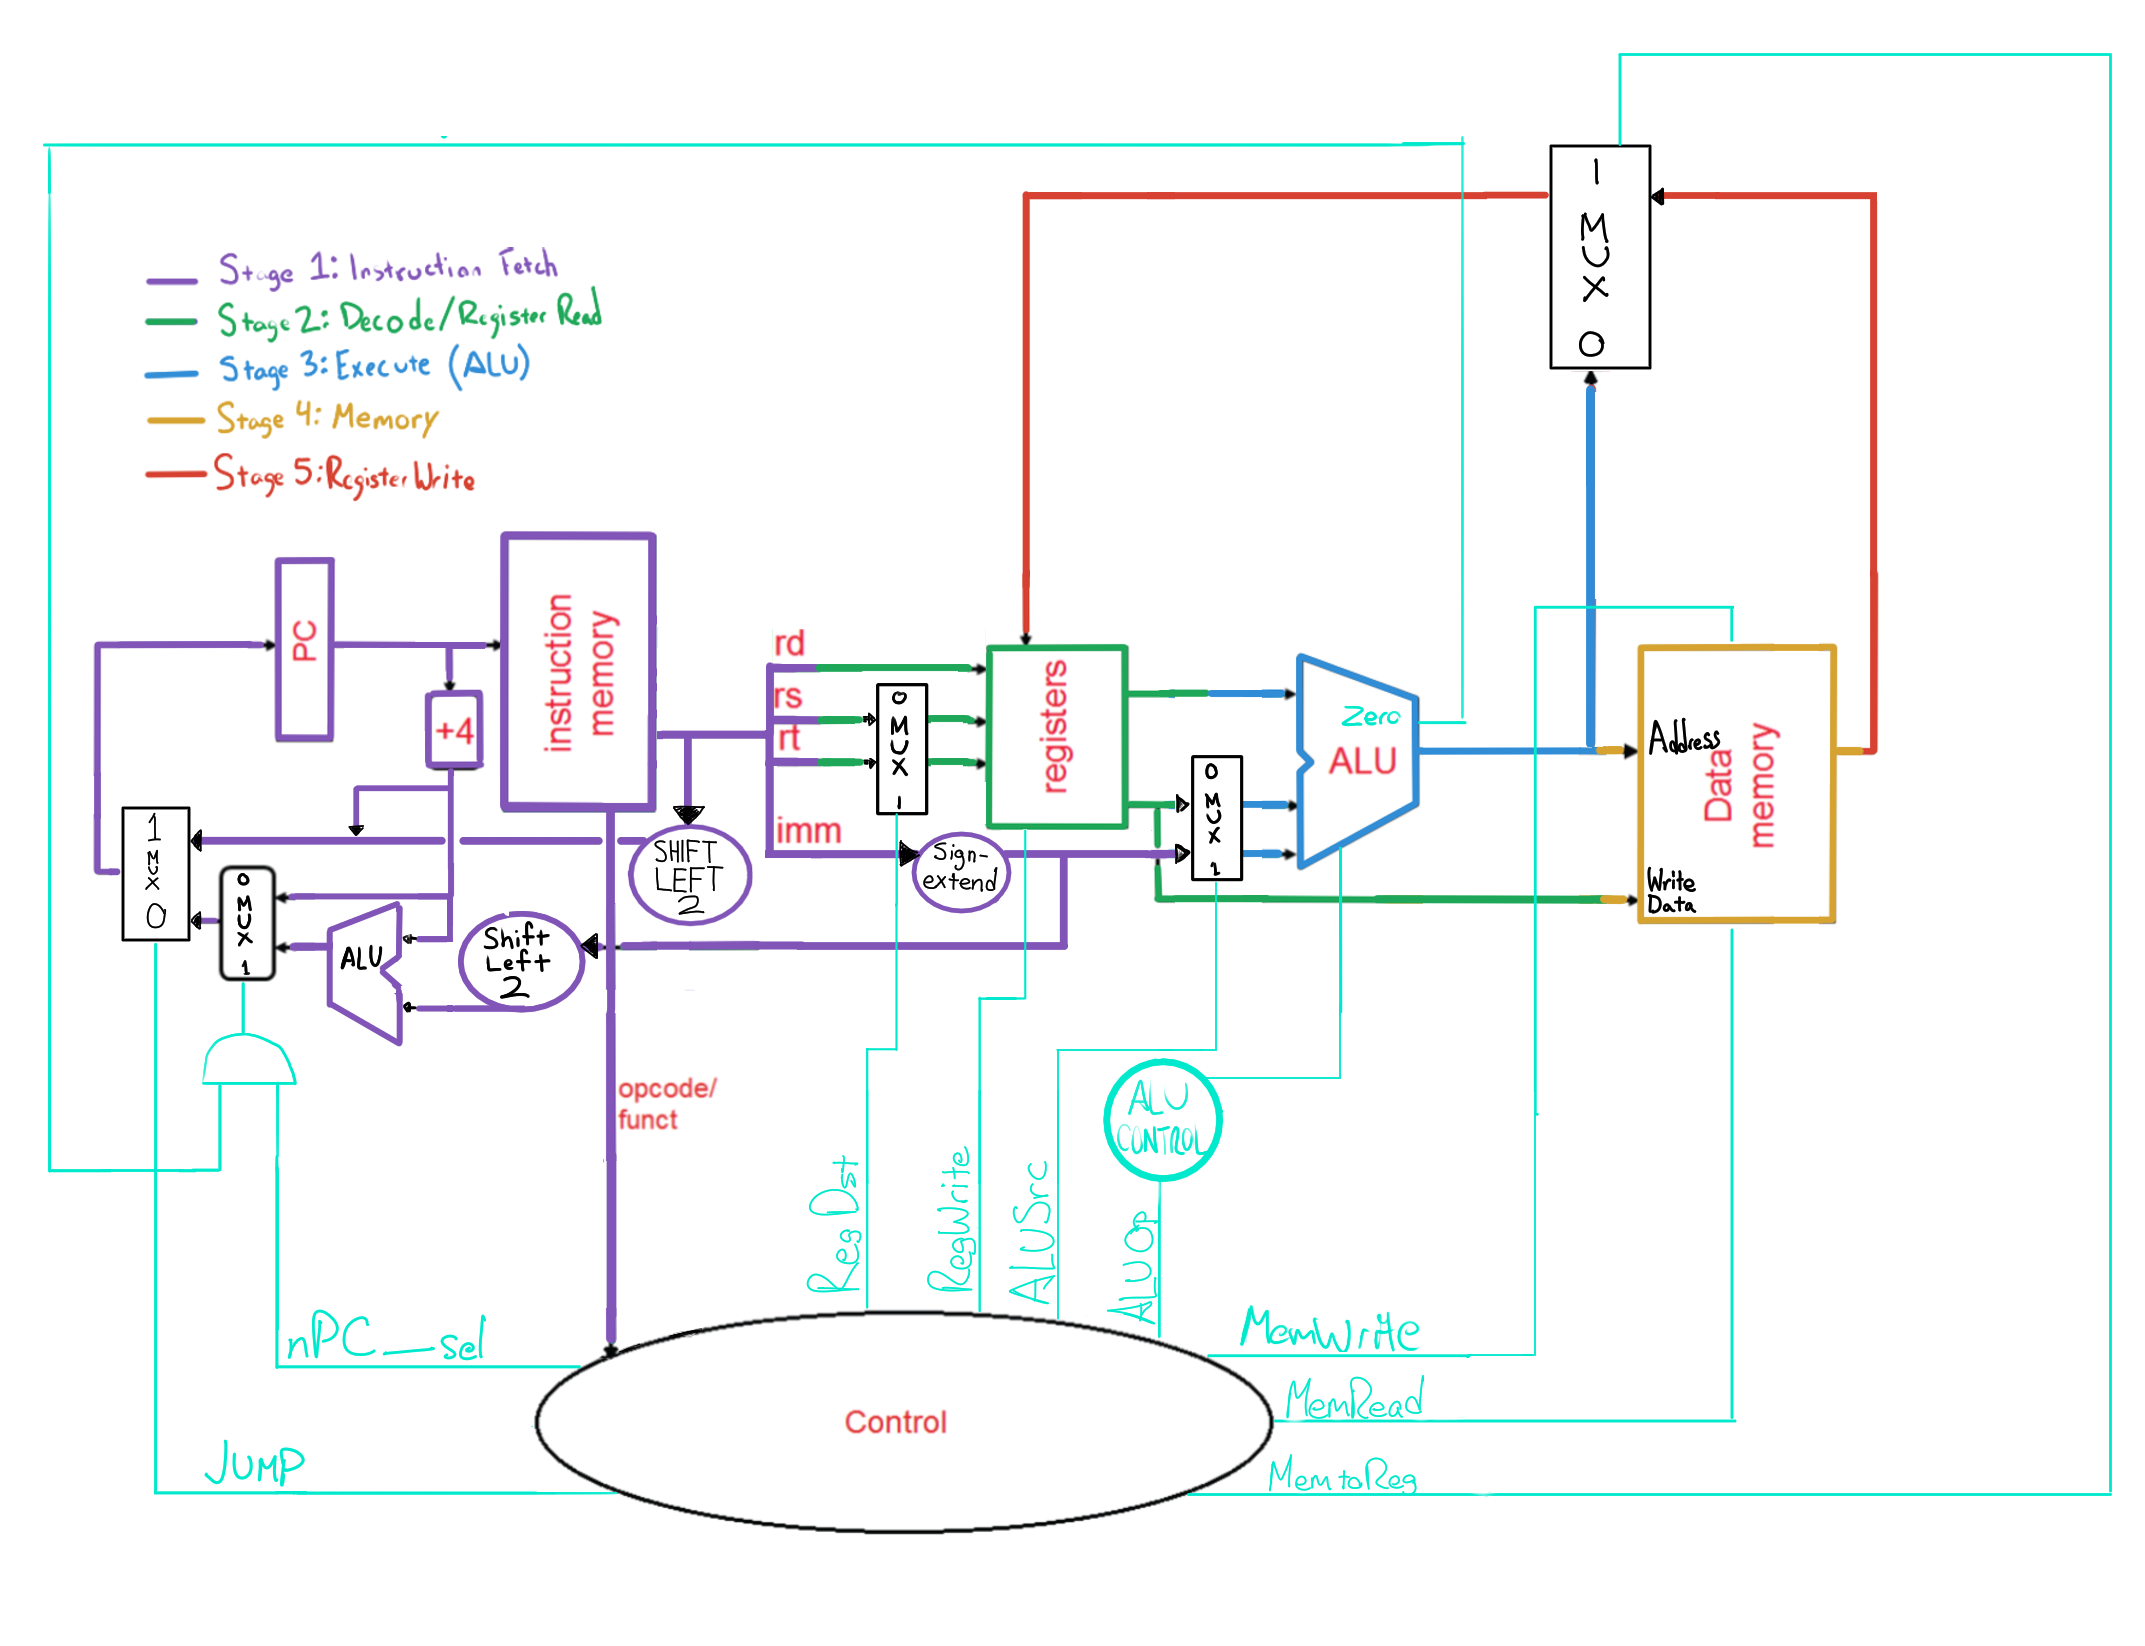 Stage 1: Instruction Fetch
Stage 2: Decode/Register Read
Stage 3: Execute (ALU)
Stage 4: Memory
Stage 5: Register Write
1
MUX
0
PC
+4
instruction
memory
rd
rs
rt
imm
0
MUX
1
registers
Zero
ALU
0
MUX
1
Address
Data
memory
Write
Data
SHIFT
LEFT
2
Sign-
extend
1
MUX
0
0
MUX
1
ALU
Shift
Left
2
opcode/
funct
ALU
CONTROL
Reg Dst
RegWrite
ALUSrc
ALUOp
nPC_sel
MemWrite
MemRead
Control
JUMP
MemtoReg